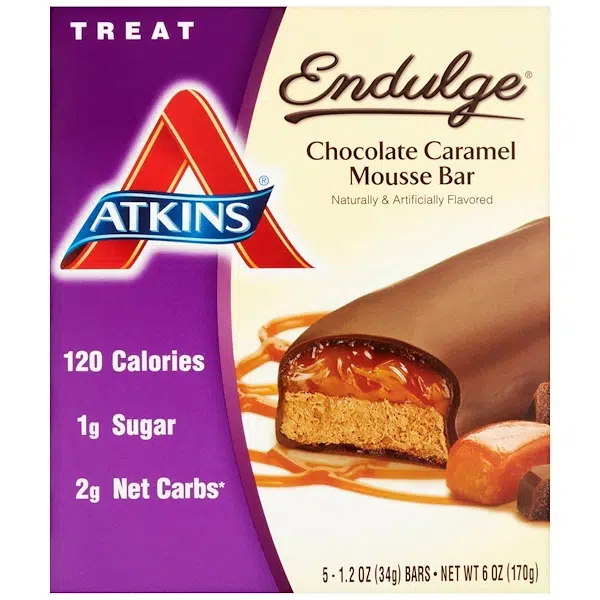 TREAT
Endulge®
Chocolate Caramel
Mousse Bar
Naturally & Artificially Flavored
ATKINS®
120 Calories
1g Sugar
2g Net Carbs*
5 - 1.2 OZ (34g) BARS • NET WT 6 OZ (170g)